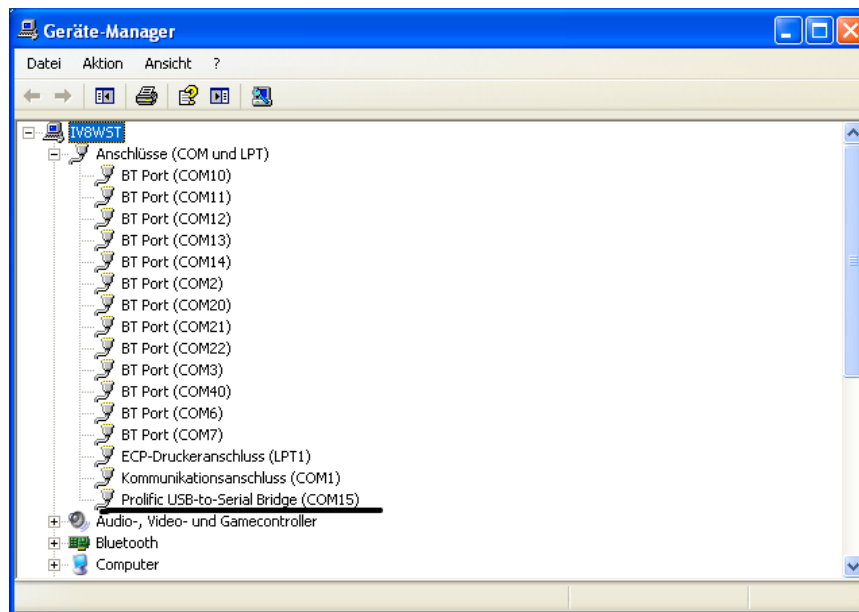 Geräte-Manager
Datei Aktion Ansicht ?
IV8WST
Anschlüsse (COM und LPT)
BT Port (COM10)
BT Port (COM11)
BT Port (COM12)
BT Port (COM13)
BT Port (COM14)
BT Port (COM2)
BT Port (COM20)
BT Port (COM21)
BT Port (COM22)
BT Port (COM3)
BT Port (COM40)
BT Port (COM6)
BT Port (COM7)
ECP-Druckeranschluss (LPT1)
Kommunikationsanschluss (COM1)
Prolific USB-to-Serial Bridge (COM15)
Audio-, Video- und Gamecontroller
Bluetooth
Computer